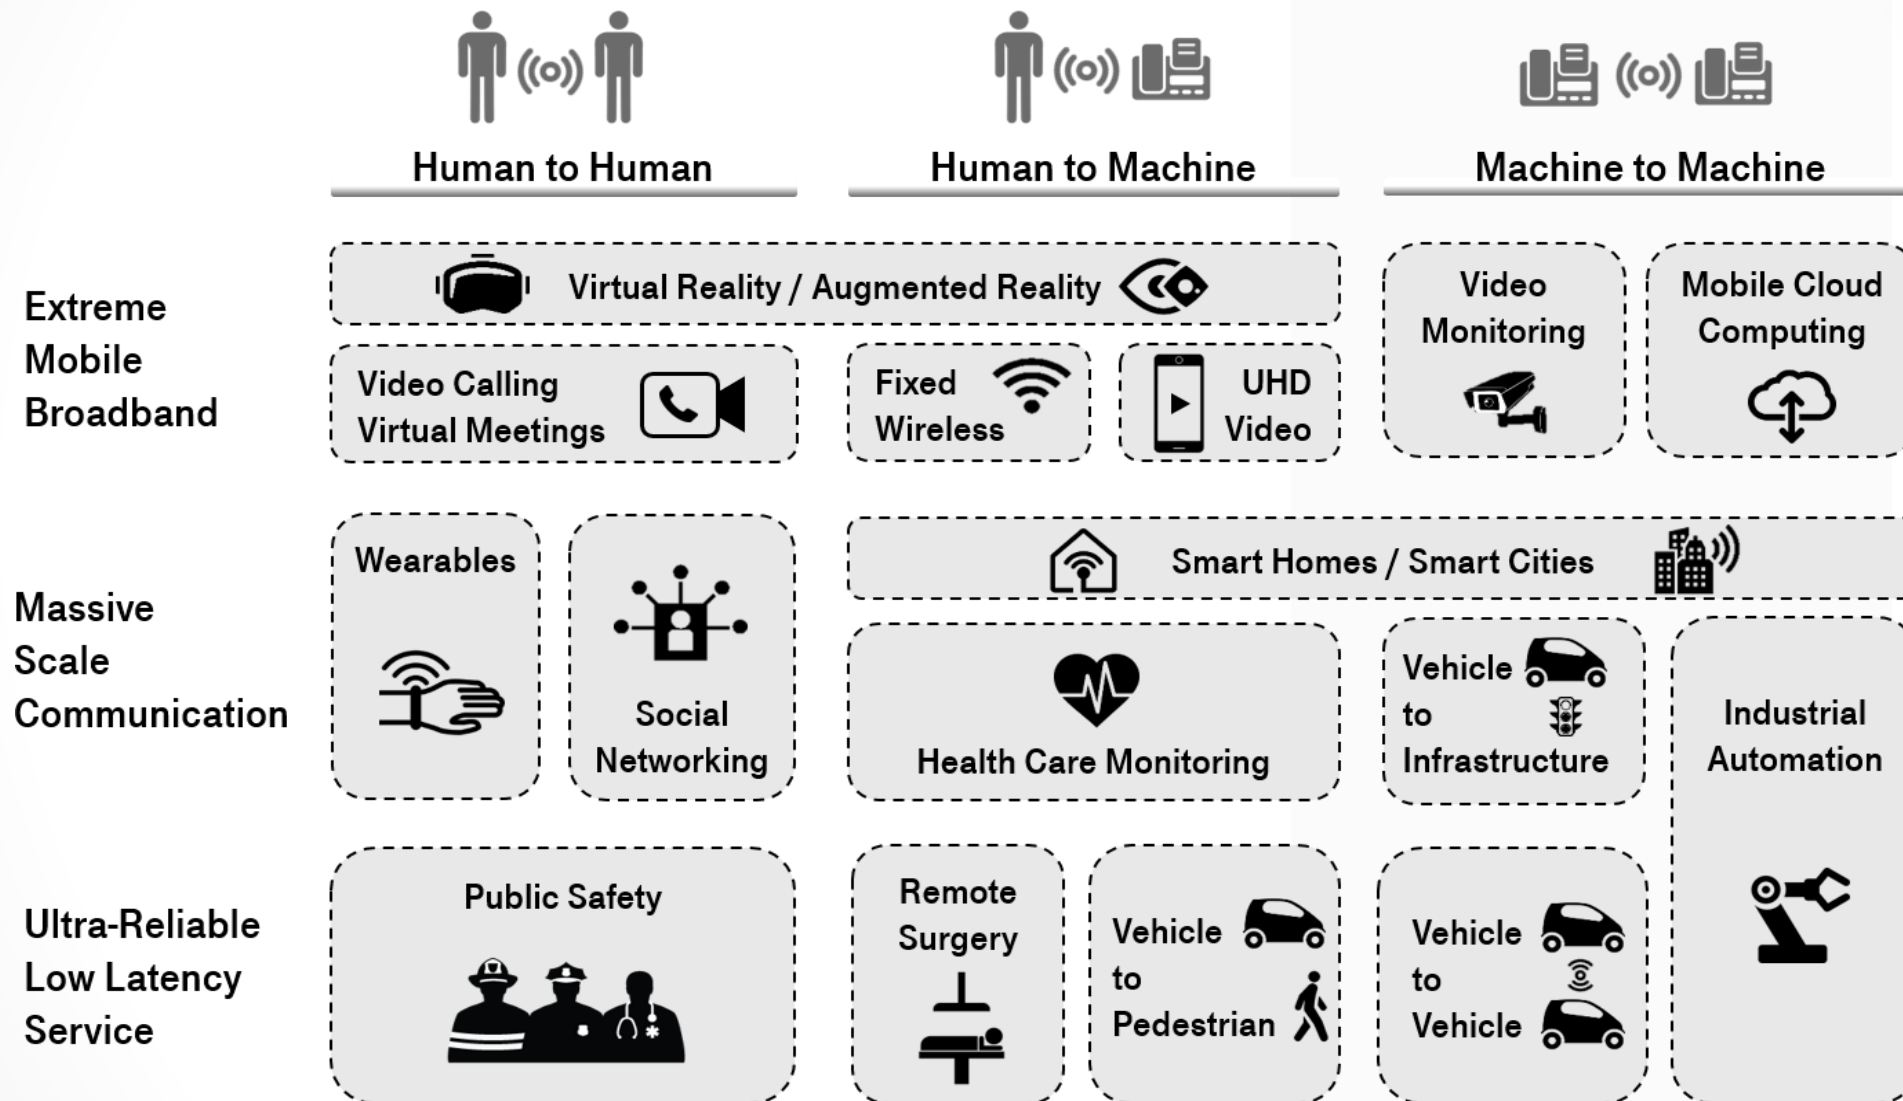 Human to Human
Human to Machine
Machine to Machine
Extreme
Mobile
Broadband
Virtual Reality / Augmented Reality
Video Calling
Virtual Meetings
Fixed
Wireless
UHD
Video
Video
Monitoring
Mobile Cloud
Computing
Massive
Scale
Communication
Wearables
Social
Networking
Smart Homes / Smart Cities
Health Care Monitoring
Vehicle
to
Infrastructure
Industrial
Automation
Ultra-Reliable
Low Latency
Service
Public Safety
Remote
Surgery
Vehicle
to
Pedestrian
Vehicle
to
Vehicle